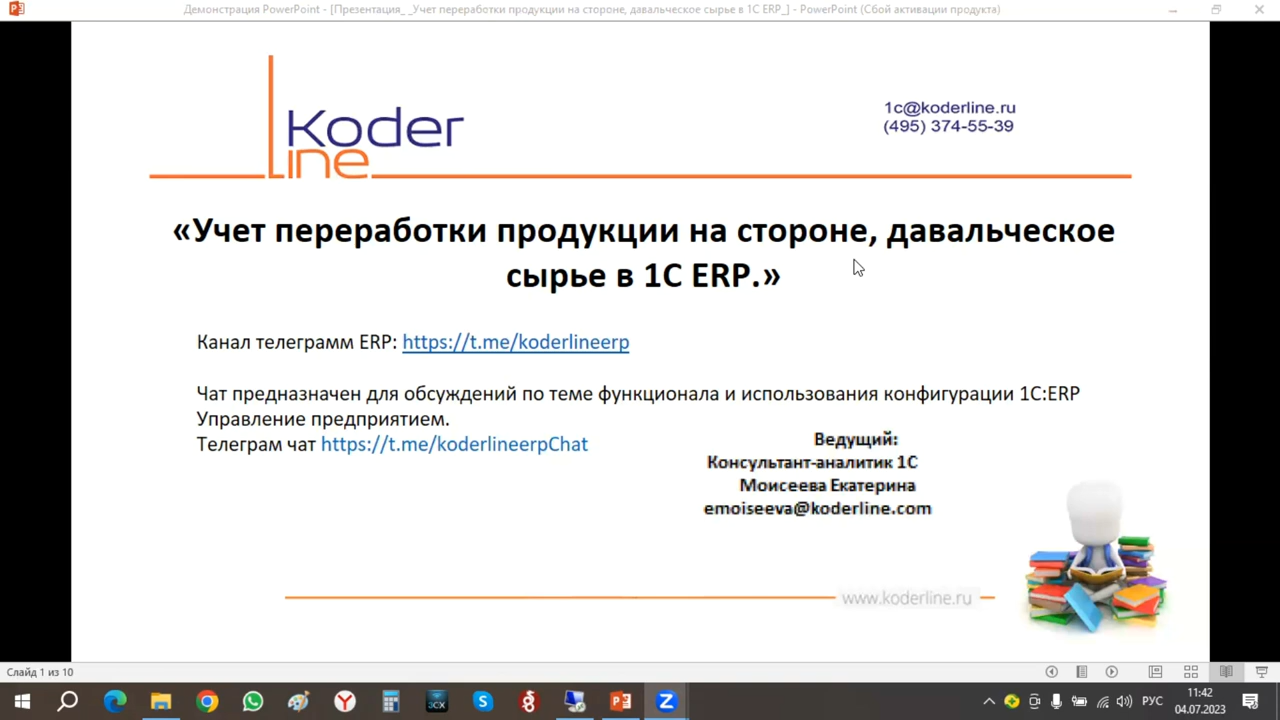 Демонстрация PowerPoint - [Презентация_ _Учет переработки продукции на стороне, давальческое сырье в 1С ERP_] - PowerPoint (Сбой активации продукта)
Koder
line
1c@koderline.ru
(495) 374-55-39
«Учет переработки продукции на стороне, давальческое
сырье в 1С ERP.»
Канал телеграмм ERP: https://t.me/koderlineerp
Чат предназначен для обсуждений по теме функционала и использования конфигурации 1С:ERP
Управление предприятием.
Телеграм чат https://t.me/koderlineerpChat
Ведущий:
Консультант-аналитик 1С
Моисеева Екатерина
emoiseeva@koderline.com
www.koderline.ru
Слайд 1 из 10
РУС
11:42
04.07.2023